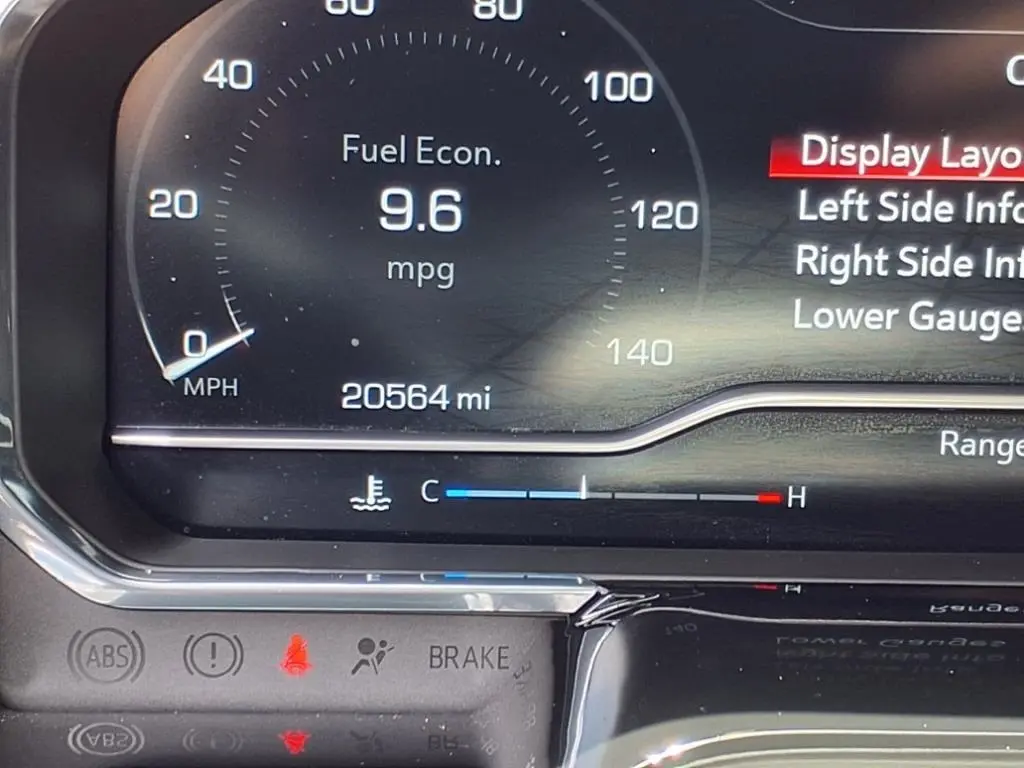 60 80
40 100
Fuel Econ.
Display Layo
20 9.6 120
Left Side Info
mpg
Right Side Inf
Lower Gauge
0 140
MPH
20564 mi
Range
C H
ABS ! BRAKE